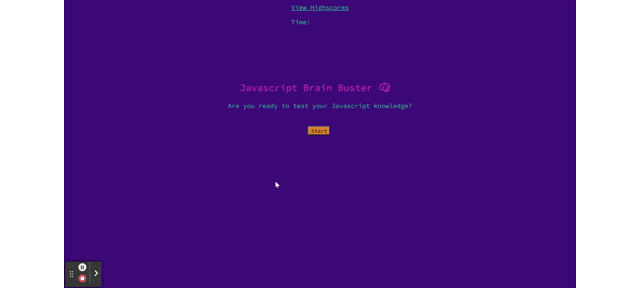 View Highscores
Time:
Javascript Brain Buster 🧠
Are you ready to test your Javascript knowledge?
Start